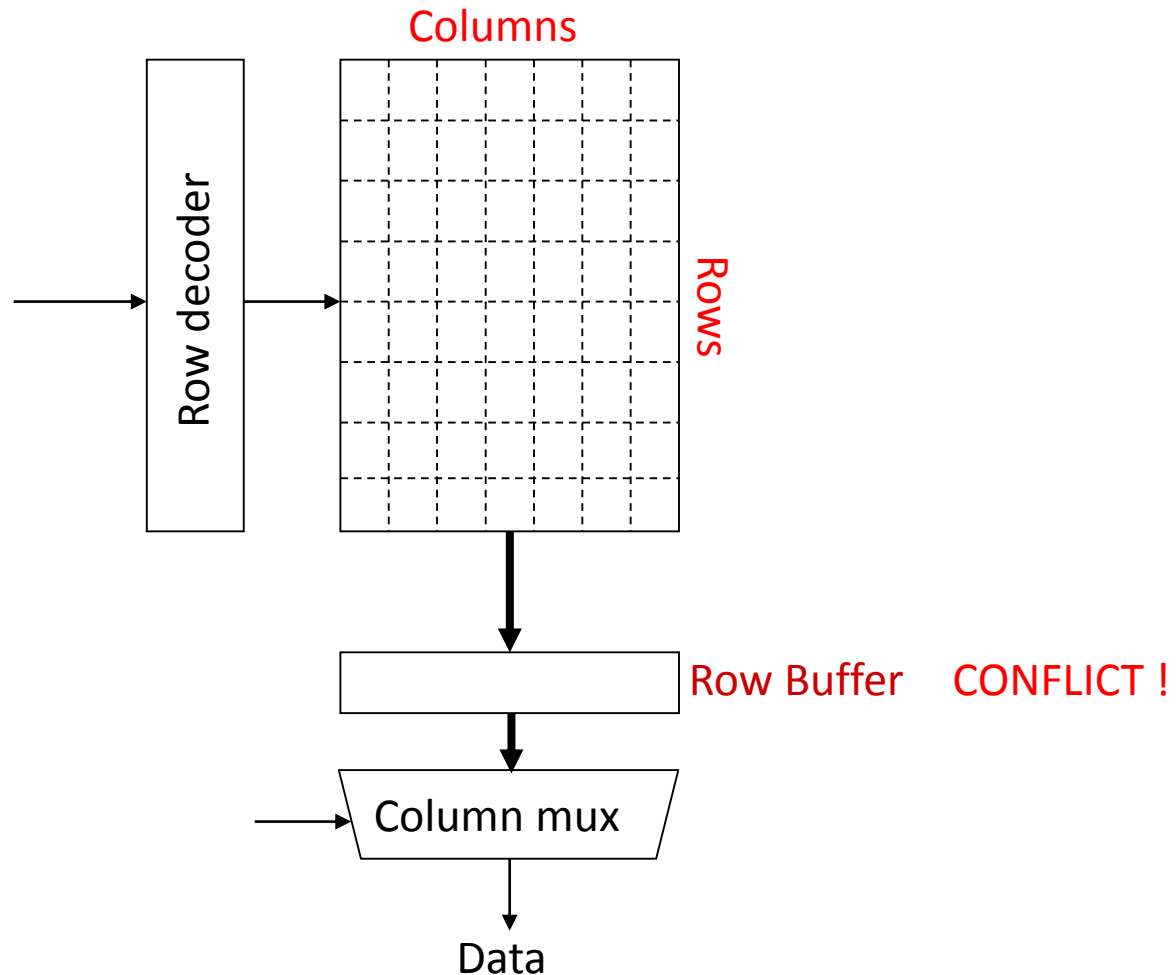 Columns
Row decoder
Rows
Row Buffer CONFLICT !
Column mux
Data